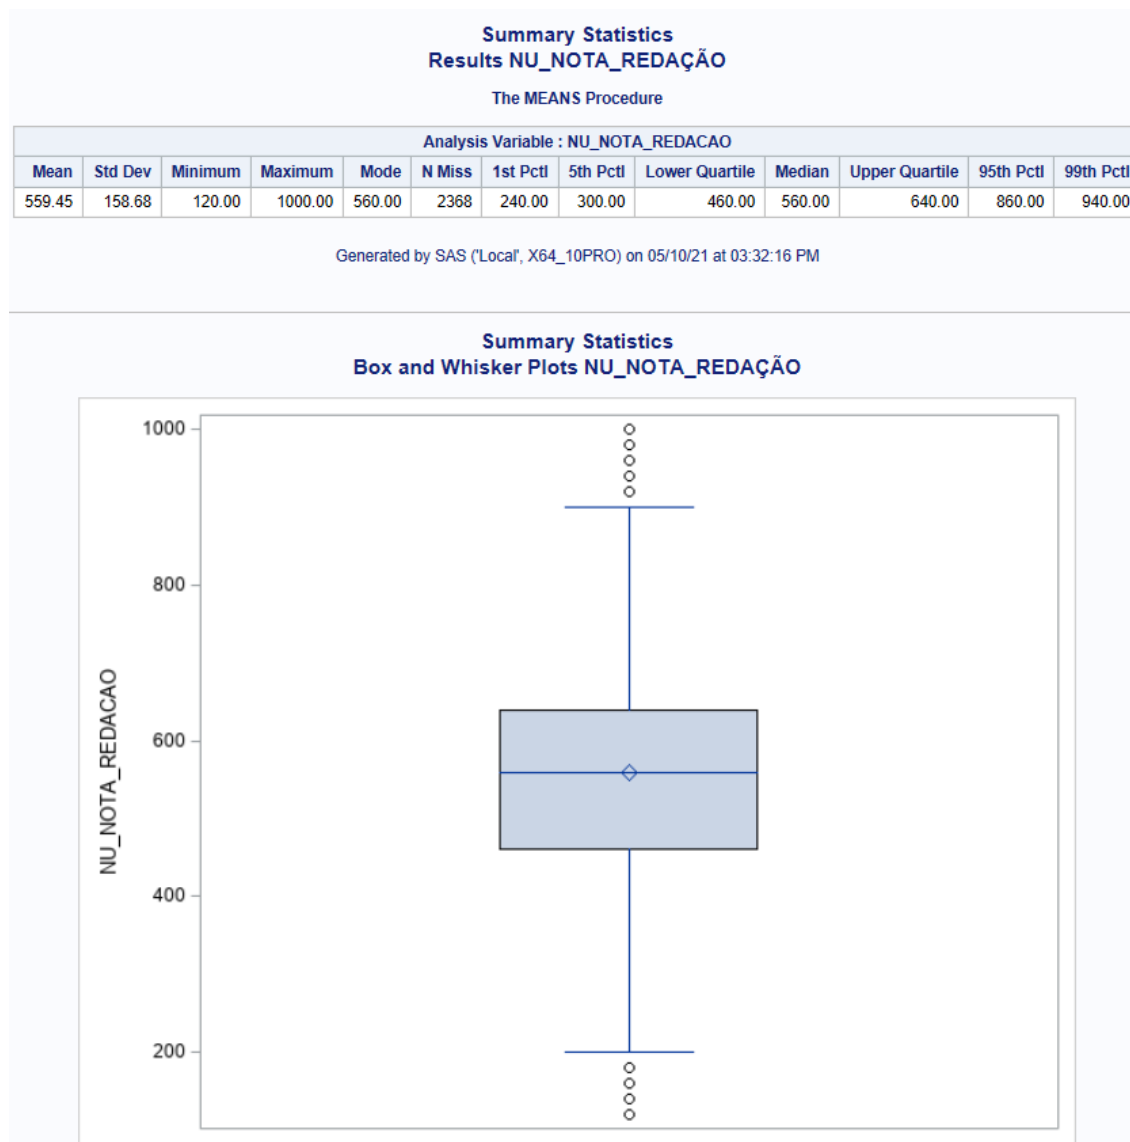 Summary Statistics
Results NU_NOTA_REDAÇÃO
The MEANS Procedure
Analysis Variable : NU_NOTA_REDACAO
Mean Std Dev Minimum Maximum Mode N Miss 1st Pctl 5th Pctl Lower Quartile Median Upper Quartile 95th Pctl 99th Pctl
559.45 158.68 120.00 1000.00 560.00 2368 240.00 300.00 460.00 560.00 640.00 860.00 940.00
Generated by SAS ('Local', X64_10PRO) on 05/10/21 at 03:32:16 PM
Summary Statistics
Box and Whisker Plots NU_NOTA_REDAÇÃO
1000
800
600
400
200
NU_NOTA_REDACAO